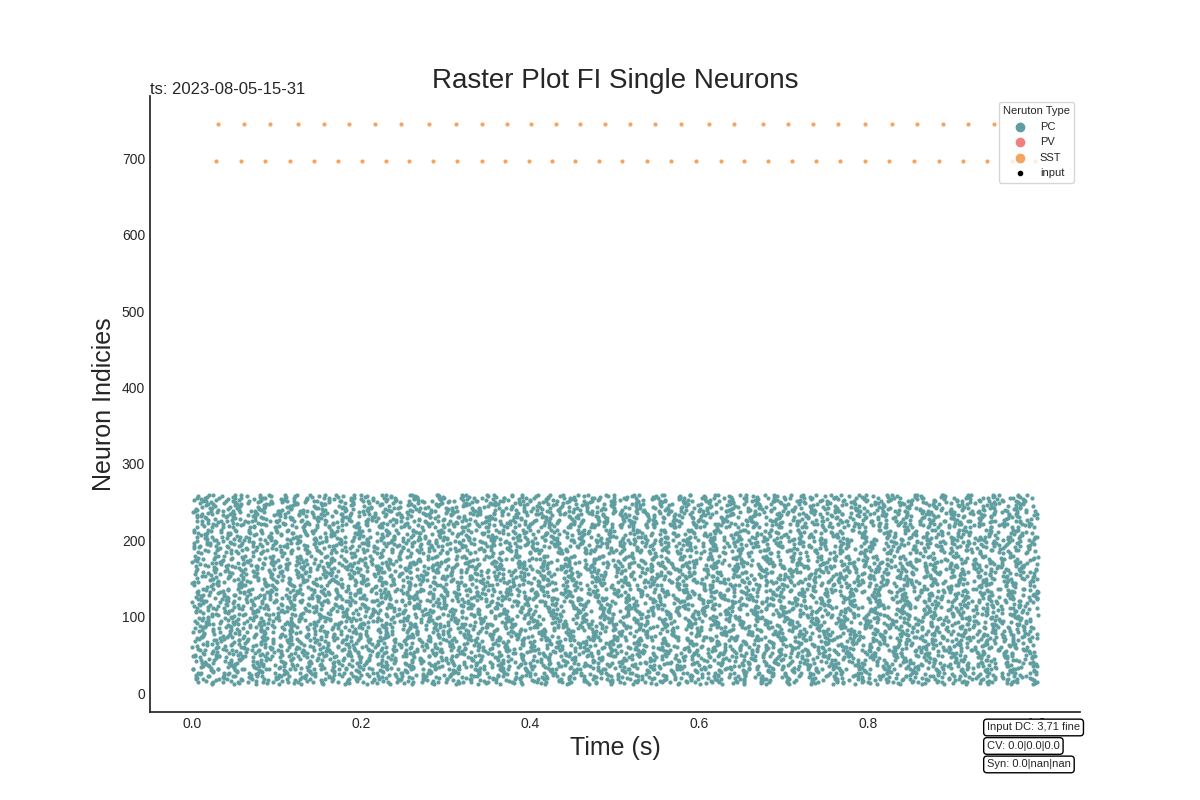 Raster Plot FI Single Neurons
ts: 2023-08-05-15-31
Neruton Type
PC
PV
SST
input
700
600
500
400
300
200
100
0
Neuron Indicies
0.0 0.2 0.4 0.6 0.8
Time (s)
Input DC: 3,71 fine
CV: 0.0|0.0|0.0
Syn: 0.0|nan|nan